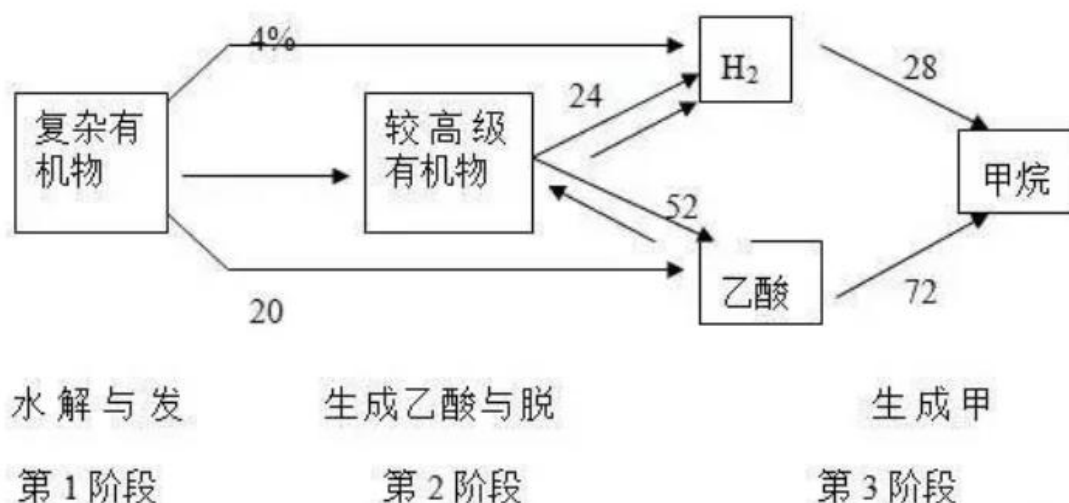 4%
H₂
28
24
复杂有
机物
较高级
有机物
甲烷
52
乙酸
72
20
水解与发
生成乙酸与脱
生成甲
第1阶段
第2阶段
第3阶段